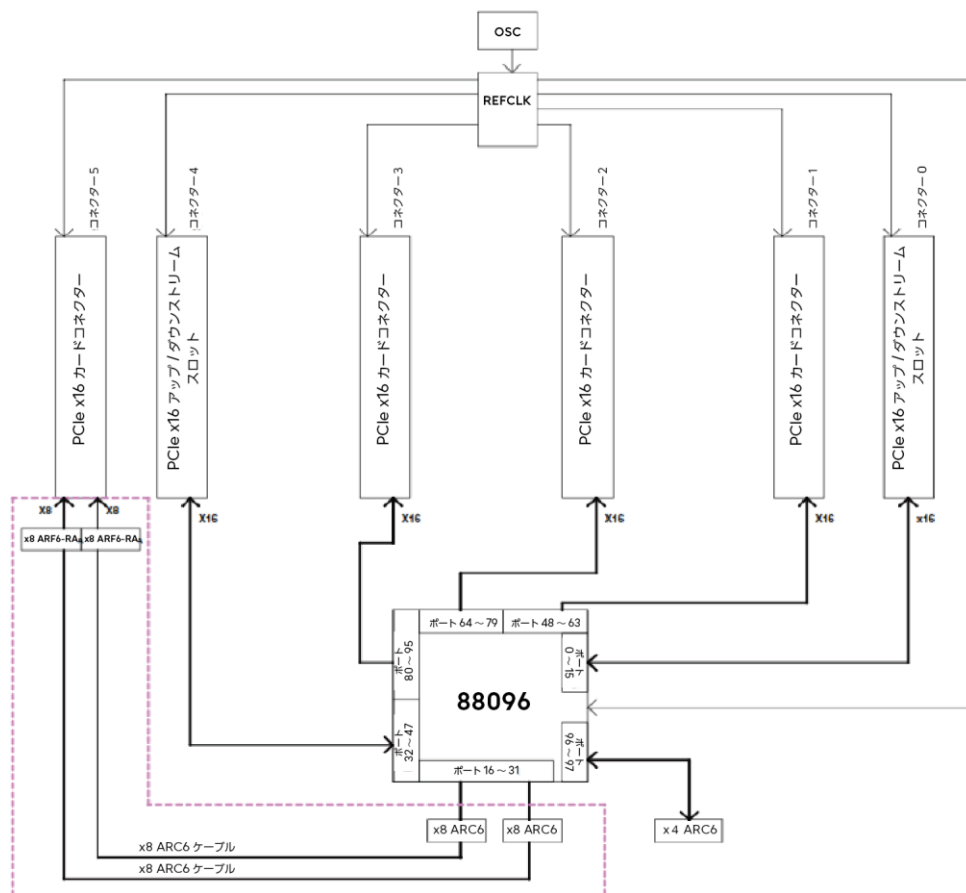 OSC
REFCLK
コネクター 5
コネクター 4
コネクター 3
コネクター 2
コネクター 1
コネクター 0
PCIe x16 カードコネクター
PCIe x16 アップ / ダウンストリーム
スロット
PCIe x16 カードコネクター
PCIe x16 カードコネクター
PCIe x16 カードコネクター
PCIe x16 アップ / ダウンストリーム
スロット
X8
X8
X16
X16
X16
X16
x16
x8 ARF6-RA
x8 ARF6-RA
ポート 64 ～ 79
ポート 48 ～ 63
ポート
80 ～ 95
ポート
0 ～ 15
88096
ポート
32 ～ 47
ポート
96 ～ 97
ポート 16 ～ 31
x8 ARC6
x8 ARC6
x 4 ARC6
x8 ARC6 ケーブル
x8 ARC6 ケーブル